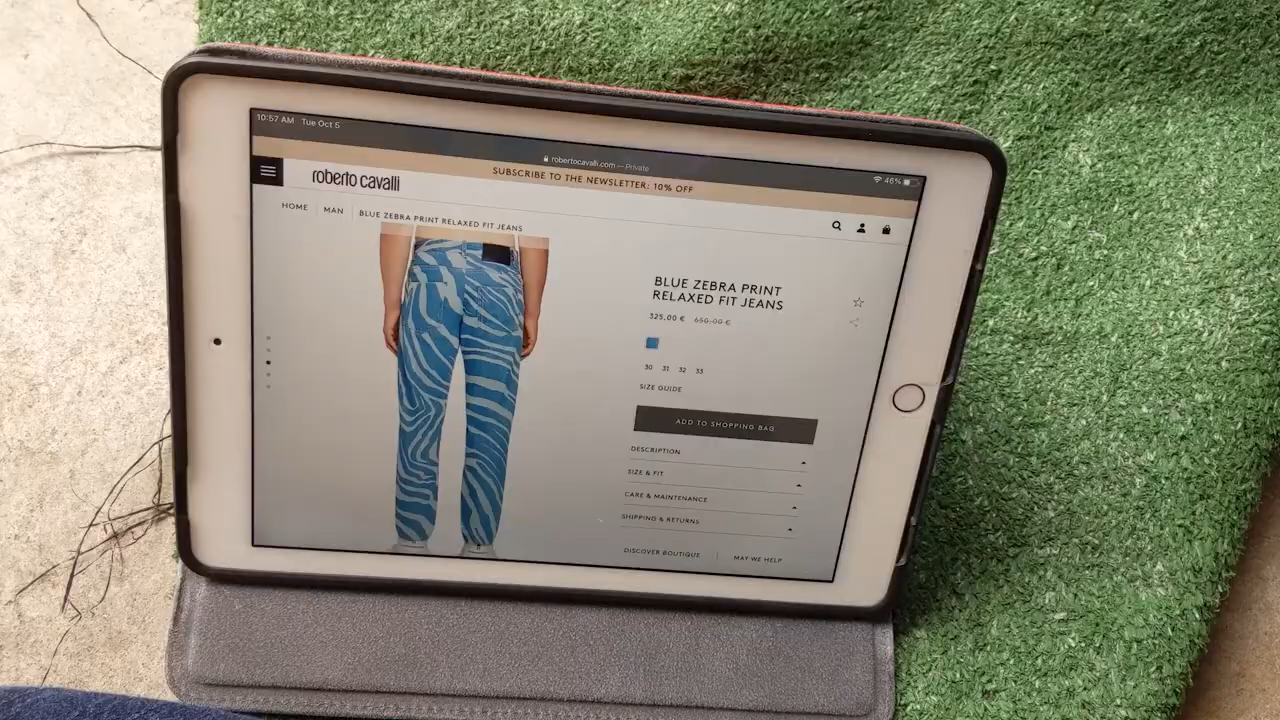 10:57 AM Tue Oct 5
robertocavalli.com — Private
46%
SUBSCRIBE TO THE NEWSLETTER: 10% OFF
roberto cavalli
HOME MAN BLUE ZEBRA PRINT RELAXED FIT JEANS
BLUE ZEBRA PRINT
RELAXED FIT JEANS
325,00 € 650,00 €
30 31 32 33
SIZE GUIDE
ADD TO SHOPPING BAG
DESCRIPTION
SIZE & FIT
CARE & MAINTENANCE
SHIPPING & RETURNS
DISCOVER BOUTIQUE MAY WE HELP